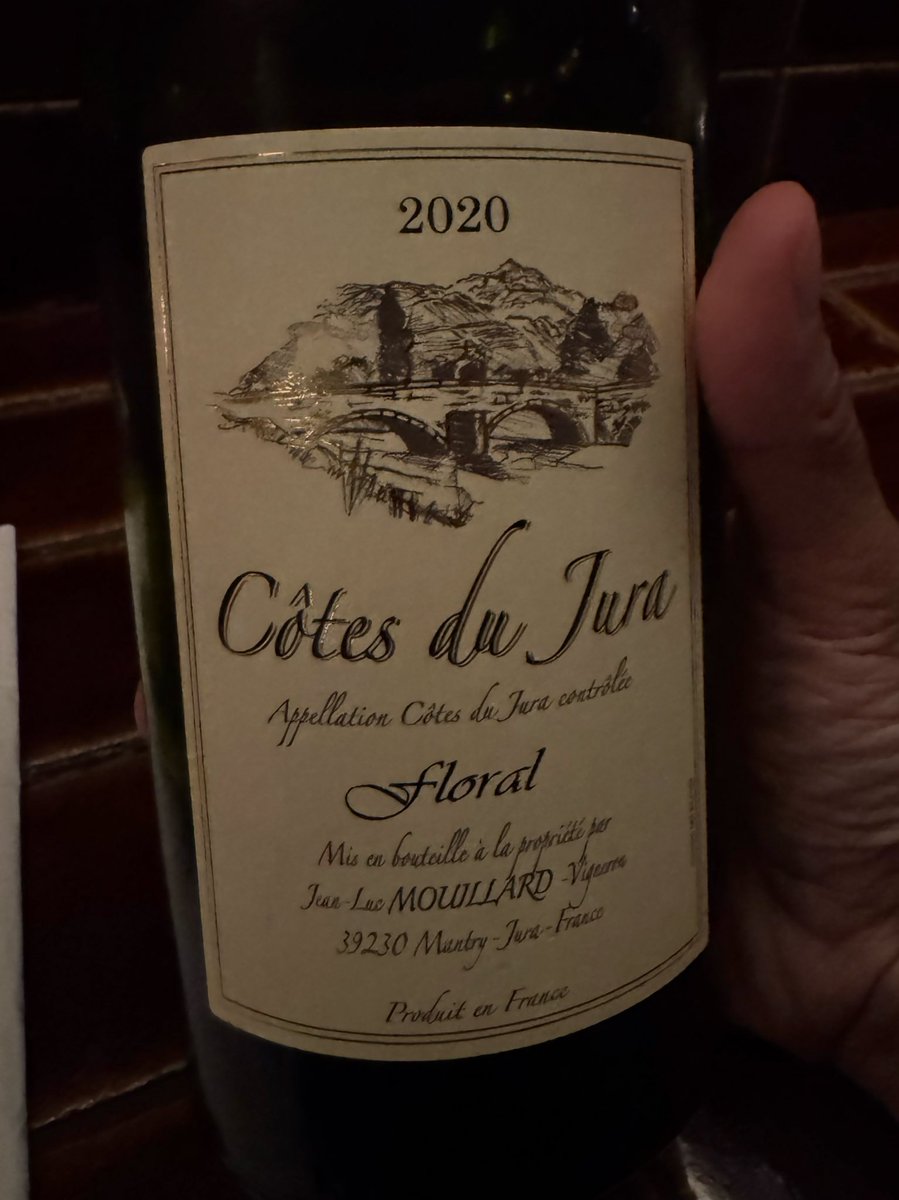 2020
Côtes du Jura
Appellation Côtes du Jura contrôlée
Floral
Mis en bouteille à la propriété par
Jean-Luc MOUILLARD - Vigneron
39230 Mantry - Jura - France
Produit en France